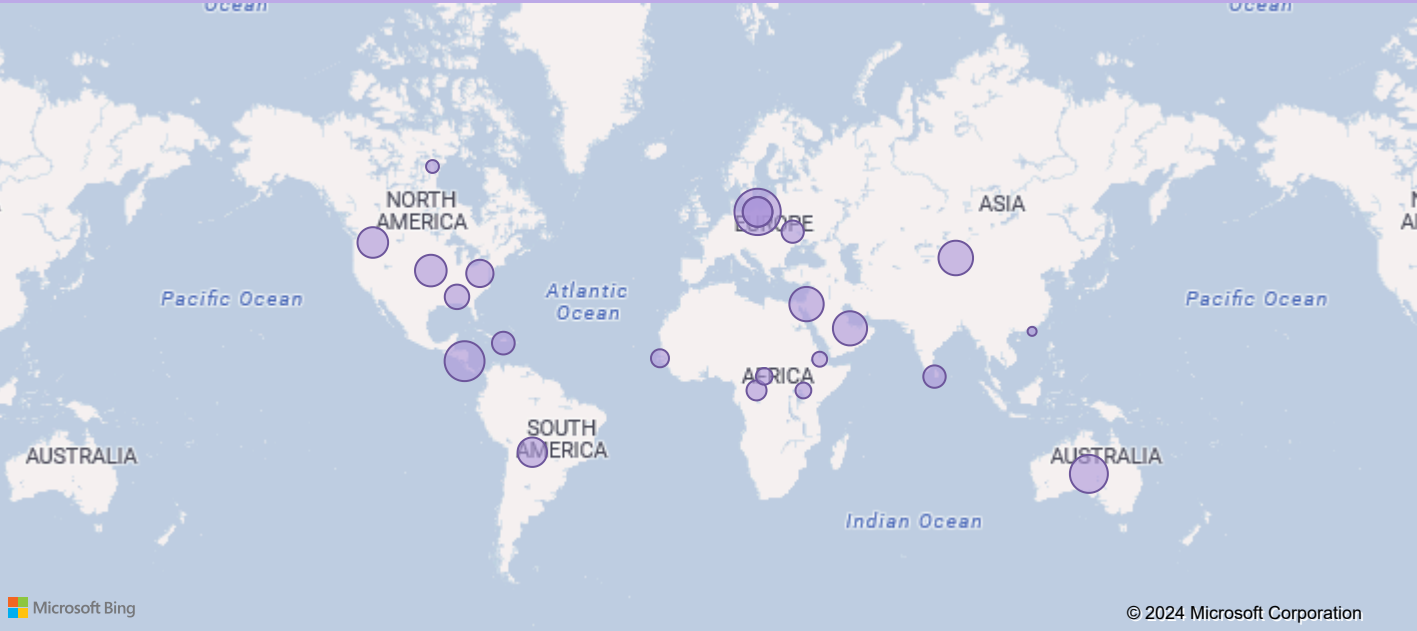 Ocean
Ocean
NORTH
AMERICA
EUROPE
ASIA
Pacific Ocean
Atlantic
Ocean
Pacific Ocean
AFRICA
SOUTH
AMERICA
AUSTRALIA
AUSTRALIA
Indian Ocean
Microsoft Bing
© 2024 Microsoft Corporation